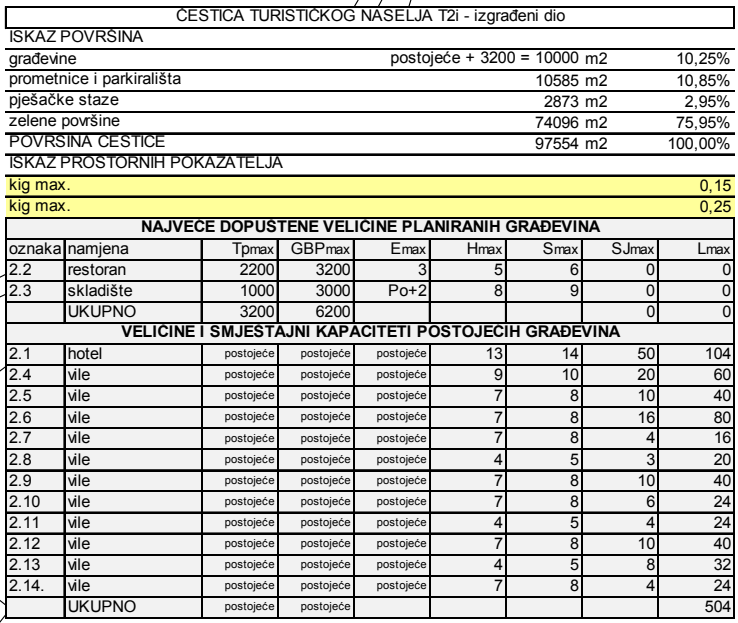 ČESTICA TURISTIČKOG NASELJA T2i - izgrađeni dio
ISKAZ POVRŠINA
građevine postojeće + 3200 = 10000 m2 10,25%
prometnice i parkirališta 10585 m2 10,85%
pješačke staze 2873 m2 2,95%
zelene površine 74096 m2 75,95%
POVRŠINA ČESTICE 97554 m2 100,00%
ISKAZ PROSTORNIH POKAZATELJA
kig max. 0,15
kig max. 0,25
NAJVEĆE DOPUŠTENE VELIČINE PLANIRANIH GRAĐEVINA
oznaka namjena Tpmax GBPmax Emax Hmax Smax SJmax Lmax
2.2 restoran 2200 3200 3 5 6 0 0
2.3 skladište 1000 3000 Po+2 8 9 0 0
UKUPNO 3200 6200 0 0
VELIČINE I SMJEŠTAJNI KAPACITETI POSTOJEĆIH GRAĐEVINA
2.1 hotel postojeće postojeće postojeće 13 14 50 104
2.4 vile postojeće postojeće postojeće 9 10 20 60
2.5 vile postojeće postojeće postojeće 7 8 10 40
2.6 vile postojeće postojeće postojeće 7 8 16 80
2.7 vile postojeće postojeće postojeće 7 8 4 16
2.8 vile postojeće postojeće postojeće 4 5 3 20
2.9 vile postojeće postojeće postojeće 7 8 10 40
2.10 vile postojeće postojeće postojeće 7 8 6 24
2.11 vile postojeće postojeće postojeće 4 5 4 24
2.12 vile postojeće postojeće postojeće 7 8 10 40
2.13 vile postojeće postojeće postojeće 4 5 8 32
2.14. vile postojeće postojeće postojeće 7 8 4 24
UKUPNO postojeće postojeće 504